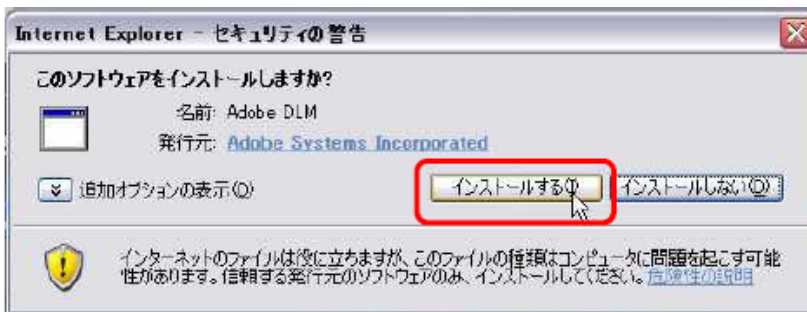 Internet Explorer - セキュリティの警告
このソフトウェアをインストールしますか?
名前: Adobe DLM
発行元: Adobe Systems Incorporated
追加オプションの表示(O)
インストールする(I)
インストールしない(D)
インターネットのファイルは役に立ちますが、このファイルの種類はコンピュータに問題を起こす可能
性があります。信頼する発行元のソフトウェアのみ、インストールしてください。危険性の説明